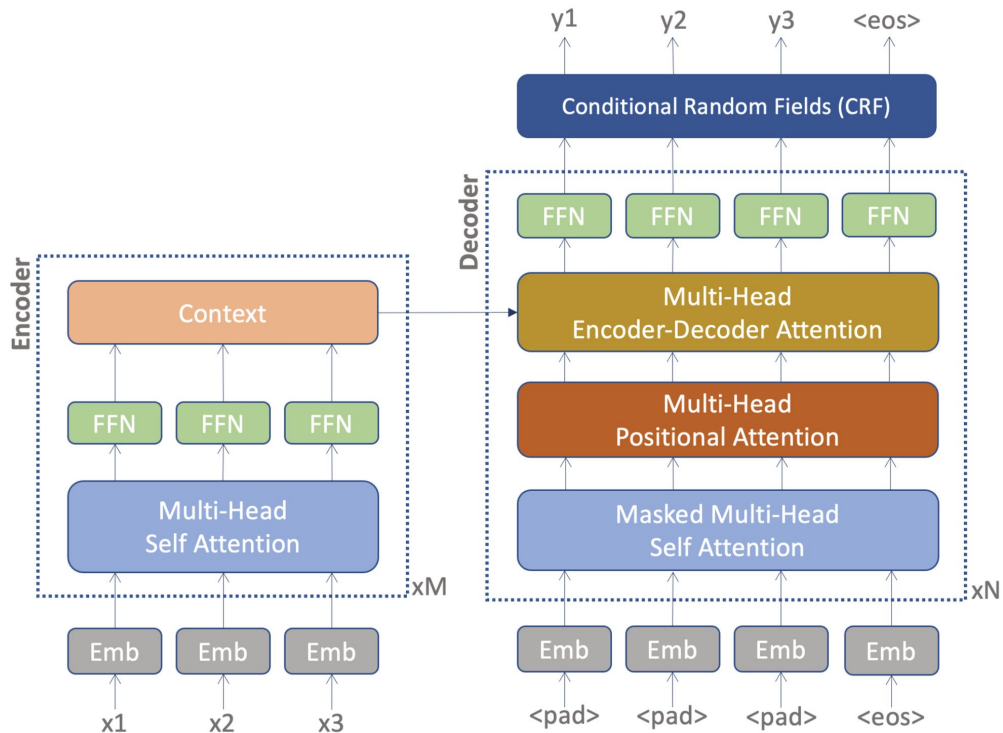 y1 y2 y3 <eos>
Conditional Random Fields (CRF)
Decoder
FFN FFN FFN FFN
Multi-Head
Encoder-Decoder Attention
Multi-Head
Positional Attention
Masked Multi-Head
Self Attention
xN
Emb Emb Emb Emb
<pad> <pad> <pad> <eos>
Encoder
Context
FFN FFN FFN
Multi-Head
Self Attention
xM
Emb Emb Emb
x1 x2 x3